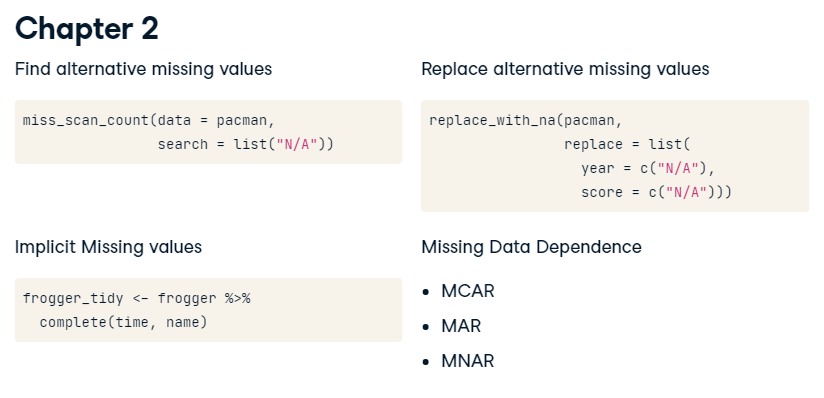 Chapter 2
Find alternative missing values
miss_scan_count(data = pacman,
                search = list("N/A"))
Replace alternative missing values
replace_with_na(pacman,
                replace = list(
                  year = c("N/A"),
                  score = c("N/A")))
Implicit Missing values
frogger_tidy <- frogger %>%
  complete(time, name)
Missing Data Dependence
• MCAR
• MAR
• MNAR